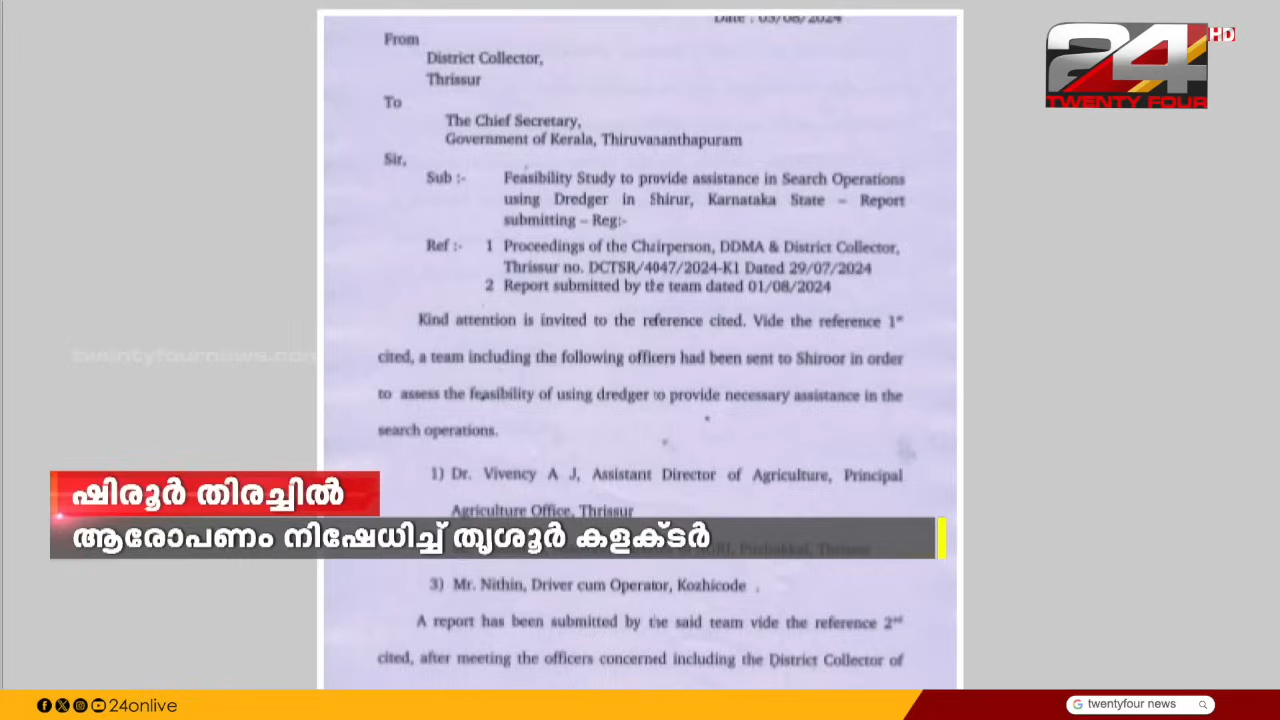 Date : 03/08/2024
From
District Collector,
Thrissur
To
The Chief Secretary,
Government of Kerala, Thiruvananthapuram
Sir,
Sub :- Feasibility Study to provide assistance in Search Operations
using Dredger in Shirur, Karnataka State – Report
submitting – Reg:-
Ref :- 1 Proceedings of the Chairperson, DDMA & District Collector,
Thrissur no. DCTSR/4047/2024-K1 Dated 29/07/2024
2 Report submitted by the team dated 01/08/2024
Kind attention is invited to the reference cited. Vide the reference 1st
cited, a team including the following officers had been sent to Shiroor in order
to assess the feasibility of using dredger to provide necessary assistance in the
search operations.
1) Dr. Vivency A J, Assistant Director of Agriculture, Principal
Agriculture Office, Thrissur
3) Mr. Nithin, Driver cum Operator, Kozhicode
A report has been submitted by the said team vide the reference 2nd
cited, after meeting the officers concerned including the District Collector of
24 HD
TWENTY FOUR
twentyfournews.com
ഷിരൂർ തിരച്ചിൽ
ആരോപണം നിഷേധിച്ച് തൃശൂർ കളക്ടർ
24onlive
twentyfour news